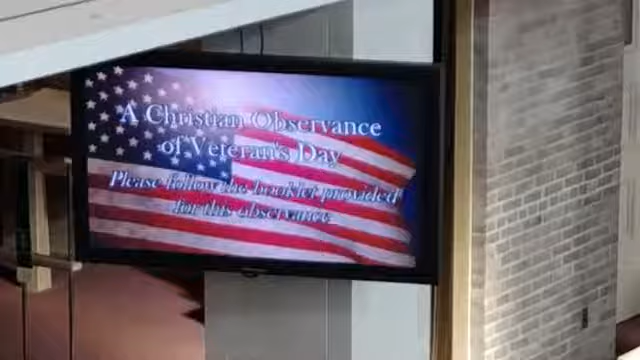 A Christian Observance
of Veteran's Day
Please follow the booklet provided
for this observance.